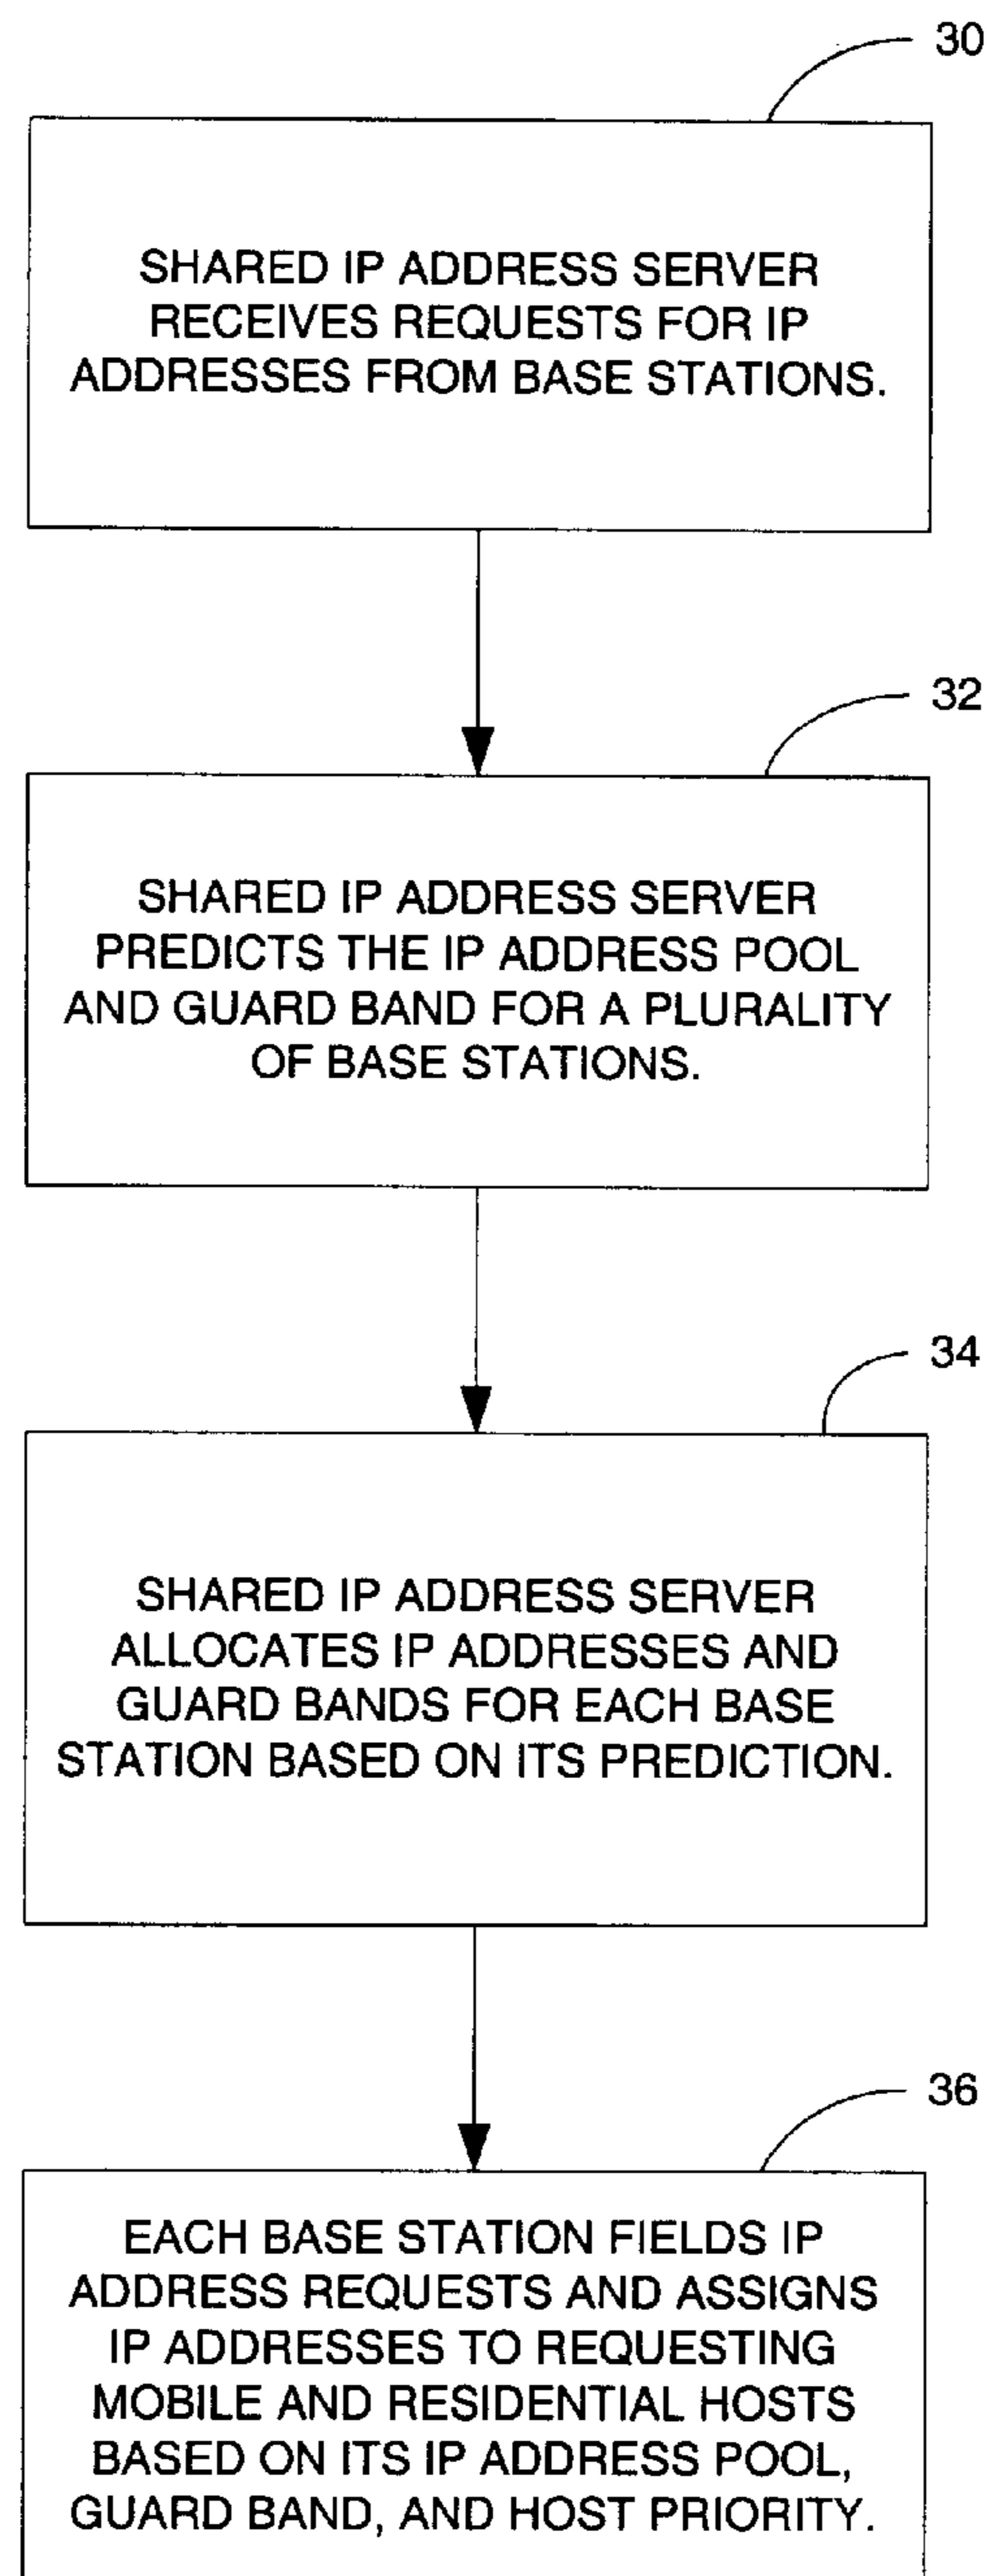 30
SHARED IP ADDRESS SERVER
RECEIVES REQUESTS FOR IP
ADDRESSES FROM BASE STATIONS.
32
SHARED IP ADDRESS SERVER
PREDICTS THE IP ADDRESS POOL
AND GUARD BAND FOR A PLURALITY
OF BASE STATIONS.
34
SHARED IP ADDRESS SERVER
ALLOCATES IP ADDRESSES AND
GUARD BANDS FOR EACH BASE
STATION BASED ON ITS PREDICTION.
36
EACH BASE STATION FIELDS IP
ADDRESS REQUESTS AND ASSIGNS
IP ADDRESSES TO REQUESTING
MOBILE AND RESIDENTIAL HOSTS
BASED ON ITS IP ADDRESS POOL,
GUARD BAND, AND HOST PRIORITY.